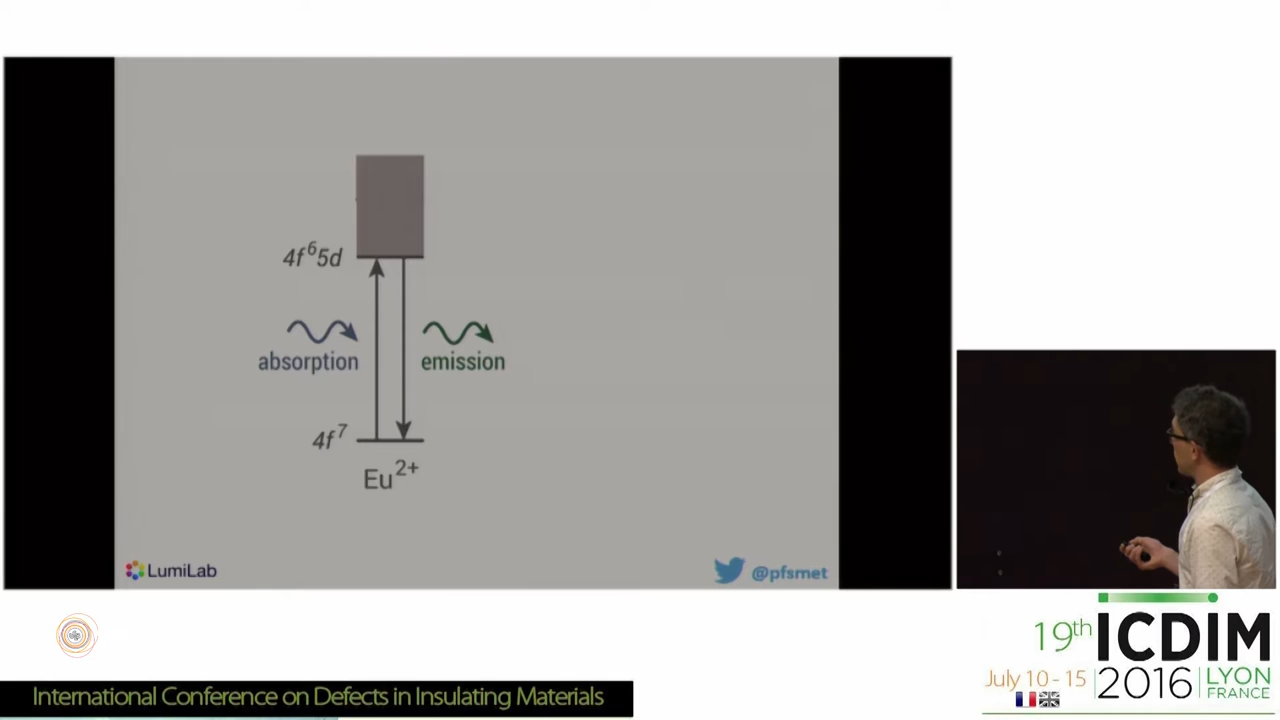 4f⁶5d
absorption
emission
4f⁷
Eu²⁺
LumiLab
@pfsmet
19th ICDIM
July 10 - 15 2016 LYON
FRANCE
International Conference on Defects in Insulating Materials